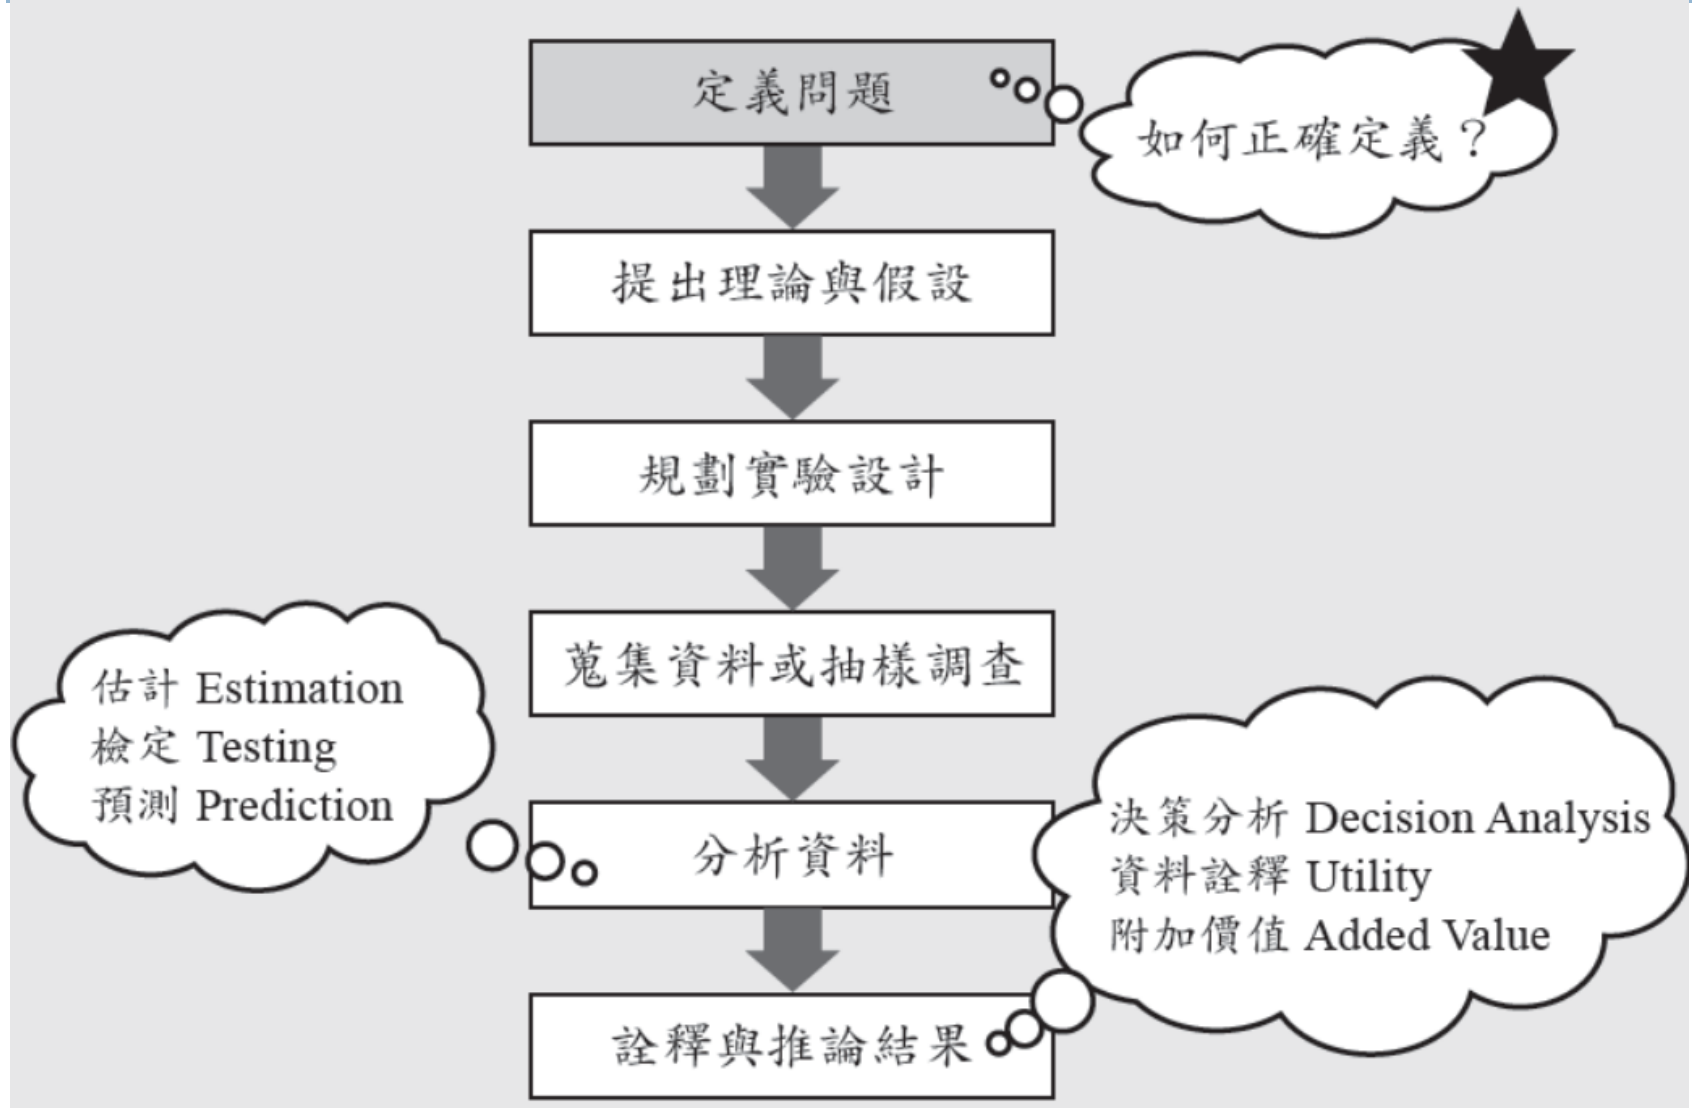 定義問題
如何正確定義？
提出理論與假設
規劃實驗設計
蒐集資料或抽樣調查
估計 Estimation
檢定 Testing
預測 Prediction
分析資料
決策分析 Decision Analysis
資料詮釋 Utility
附加價值 Added Value
詮釋與推論結果